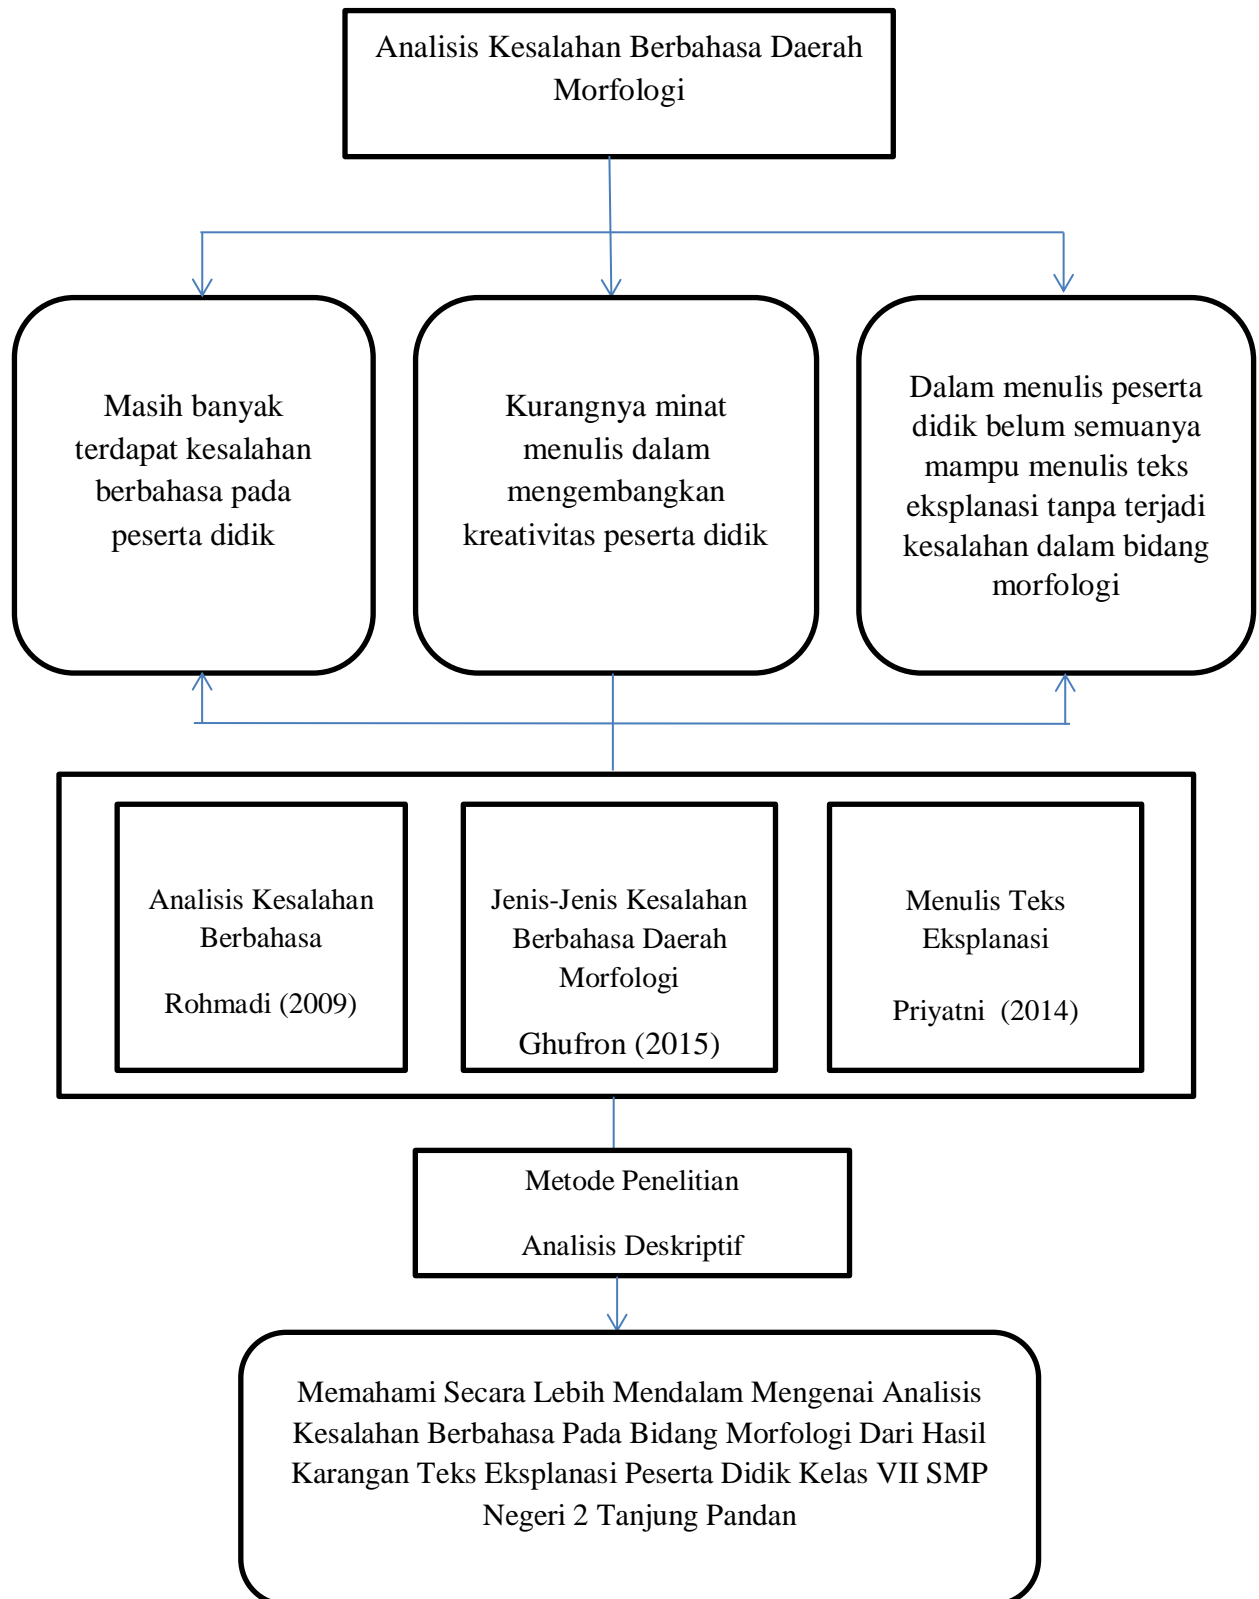 Analisis Kesalahan Berbahasa Daerah
Morfologi
Masih banyak
terdapat kesalahan
berbahasa pada
peserta didik
Kurangnya minat
menulis dalam
mengembangkan
kreativitas peserta didik
Dalam menulis peserta
didik belum semuanya
mampu menulis teks
eksplanasi tanpa terjadi
kesalahan dalam bidang
morfologi
Analisis Kesalahan
Berbahasa
Rohmadi (2009)
Jenis-Jenis Kesalahan
Berbahasa Daerah
Morfologi
Ghufron (2015)
Menulis Teks
Eksplanasi
Priyatni (2014)
Metode Penelitian
Analisis Deskriptif
Memahami Secara Lebih Mendalam Mengenai Analisis
Kesalahan Berbahasa Pada Bidang Morfologi Dari Hasil
Karangan Teks Eksplanasi Peserta Didik Kelas VII SMP
Negeri 2 Tanjung Pandan